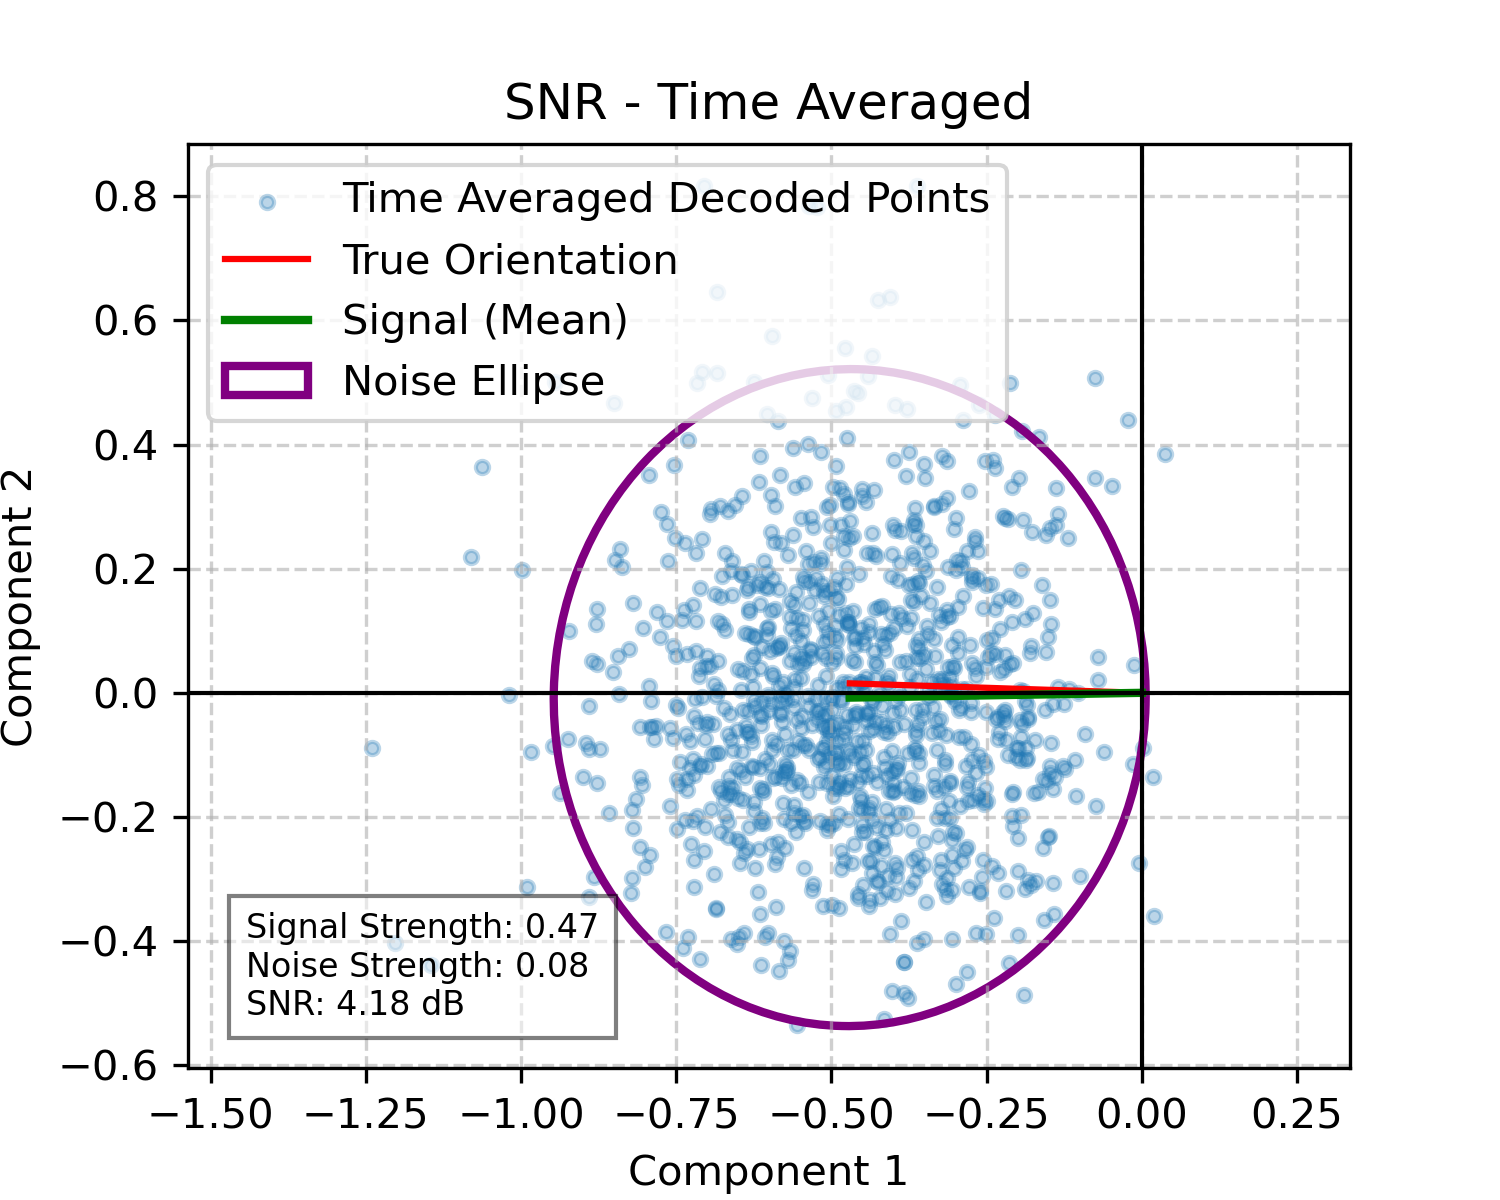 SNR - Time Averaged
Time Averaged Decoded Points
True Orientation
Signal (Mean)
Noise Ellipse
Component 2
0.8
0.6
0.4
0.2
0.0
−0.2
−0.4
−0.6
Signal Strength: 0.47
Noise Strength: 0.08
SNR: 4.18 dB
−1.50 −1.25 −1.00 −0.75 −0.50 −0.25 0.00 0.25
Component 1